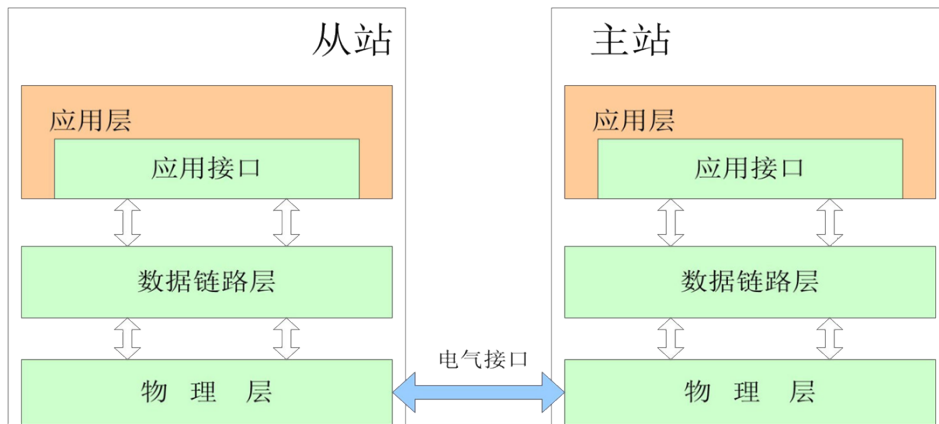 从站
应用层
应用接口
数据链路层
物 理 层
电气接口
主站
应用层
应用接口
数据链路层
物 理 层